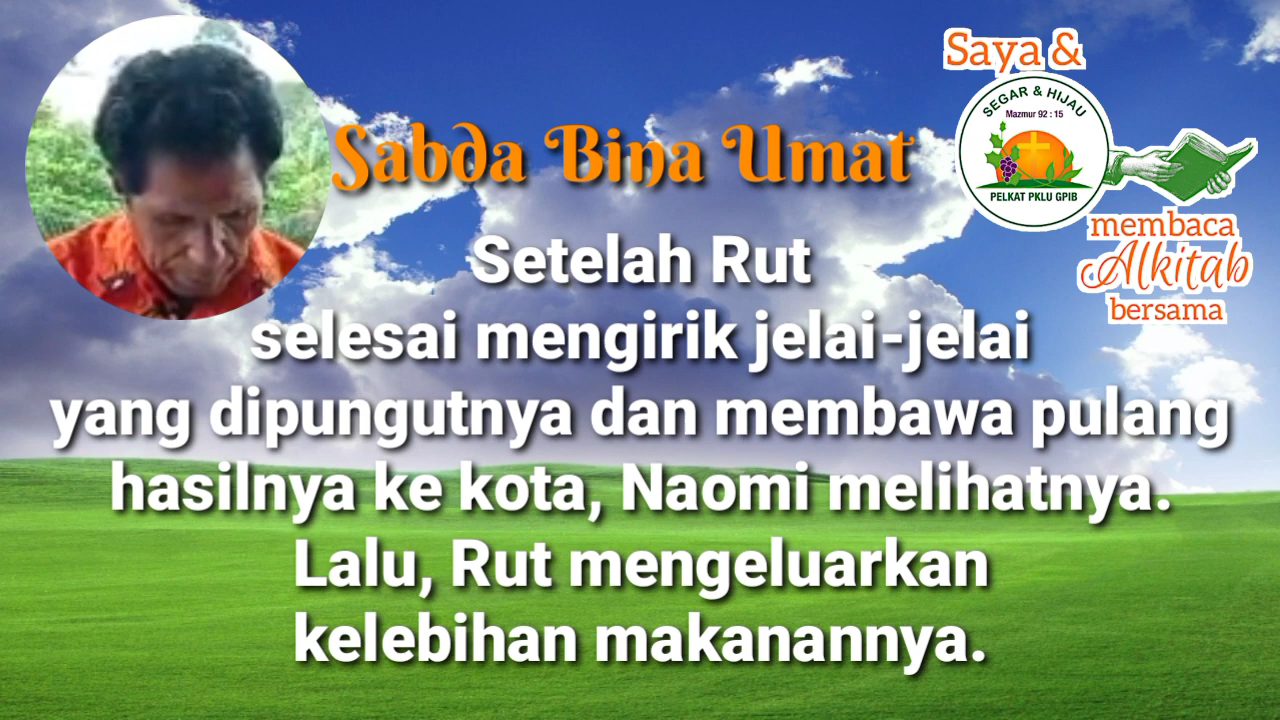 Saya &
SEGAR & HIJAU
Mazmur 92 : 15
PELKAT PKLU GPIB
membaca
Alkitab
bersama
Sabda Bina Umat
Setelah Rut
selesai mengirik jelai-jelai
yang dipungutnya dan membawa pulang
hasilnya ke kota, Naomi melihatnya.
Lalu, Rut mengeluarkan
kelebihan makanannya.